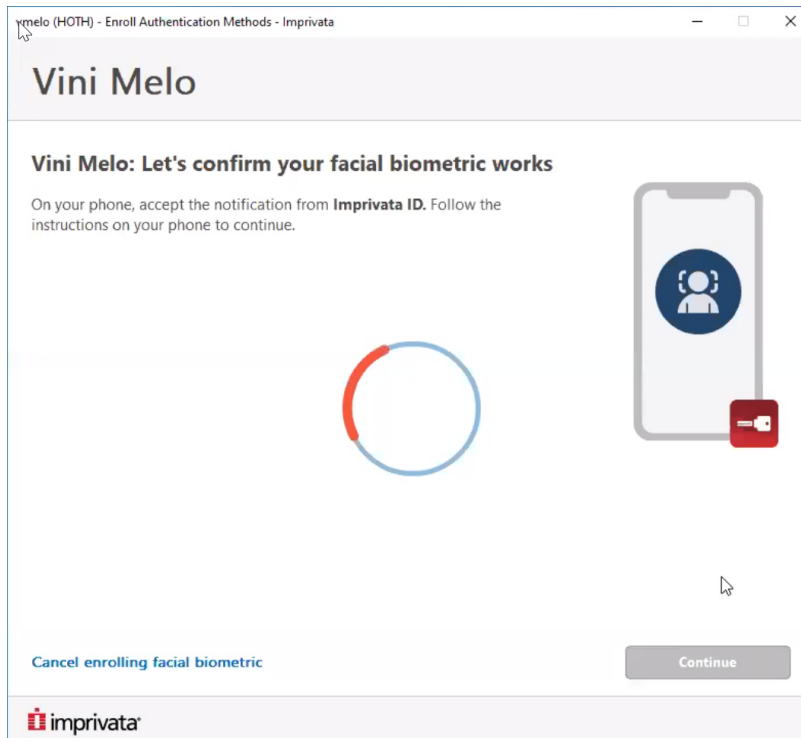 vmelo (HOTH) - Enroll Authentication Methods - Imprivata
Vini Melo
Vini Melo: Let's confirm your facial biometric works
On your phone, accept the notification from Imprivata ID. Follow the
instructions on your phone to continue.
Cancel enrolling facial biometric
Continue
imprivata